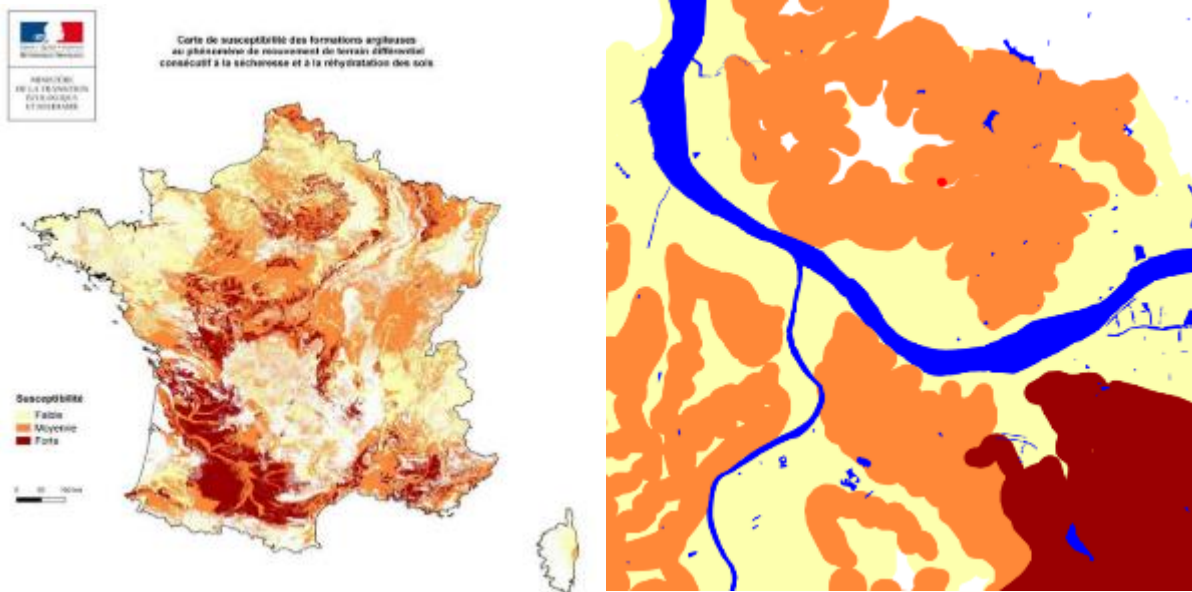 MINISTÈRE
DE LA TRANSITION
ÉCOLOGIQUE
ET SOLIDAIRE
Carte de susceptibilité des formations argileuses
au phénomène de mouvement de terrain différentiel
consécutif à la sécheresse et à la réhydratation des sols
Susceptibilité
Faible
Moyenne
Forte